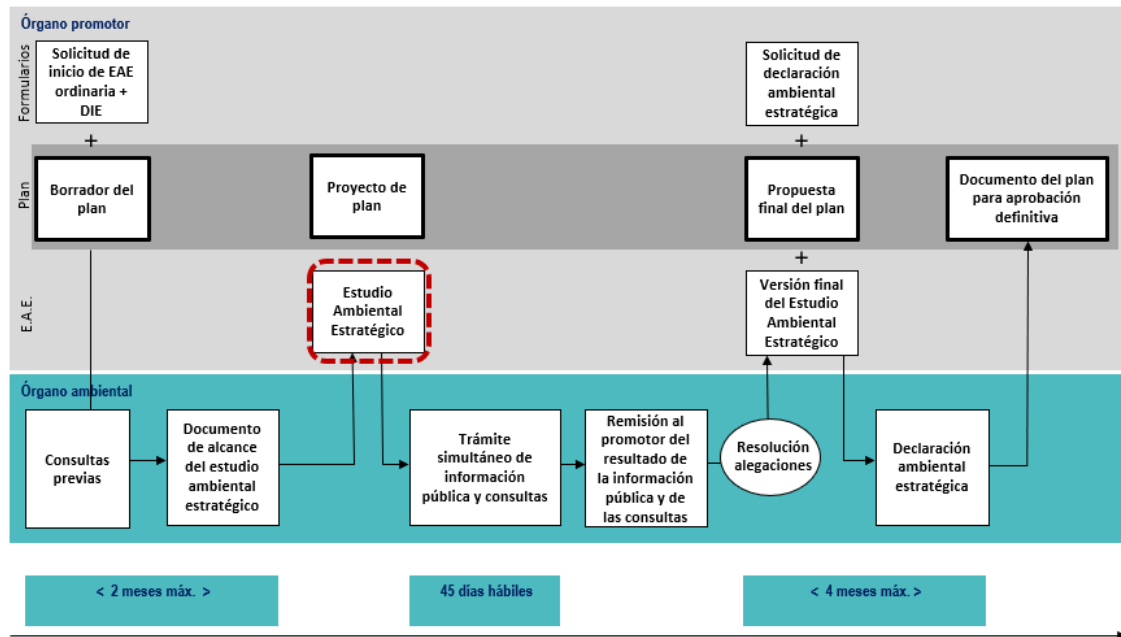 Órgano promotor
Formularios
Solicitud de
inicio de EAE
ordinaria +
DIE
Solicitud de
declaración
ambiental
estratégica
+
+
Plan
Borrador del
plan
Proyecto de
plan
Propuesta
final del plan
Documento del plan
para aprobación
definitiva
+
E.A.E.
Estudio
Ambiental
Estratégico
Versión final
del Estudio
Ambiental
Estratégico
Órgano ambiental
Consultas
previas
Documento
de alcance
del estudio
ambiental
estratégico
Trámite
simultáneo de
información
pública y consultas
Remisión al
promotor del
resultado de
la información
pública y de
las consultas
Resolución
alegaciones
Declaración
ambiental
estratégica
< 2 meses máx. >
45 días hábiles
< 4 meses máx. >